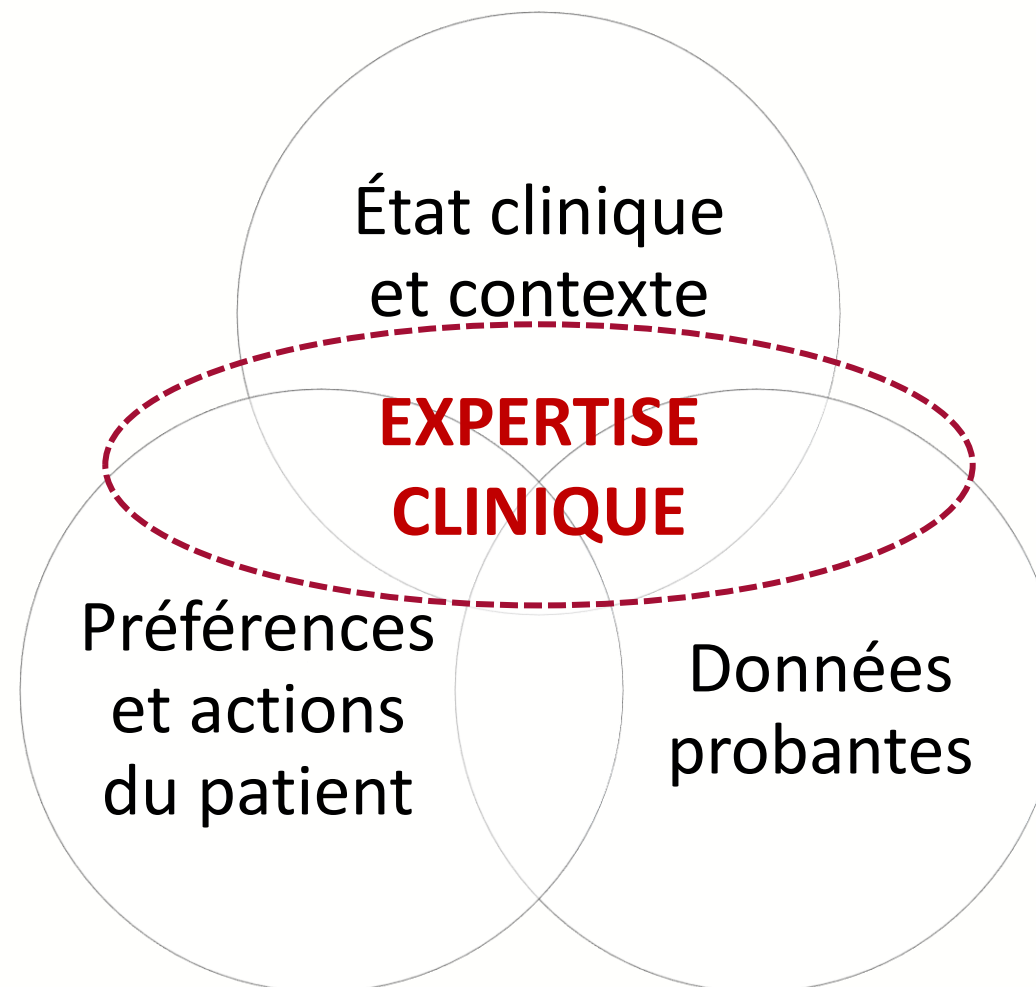 État clinique
et contexte
EXPERTISE
CLINIQUE
Préférences
et actions
du patient
Données
probantes